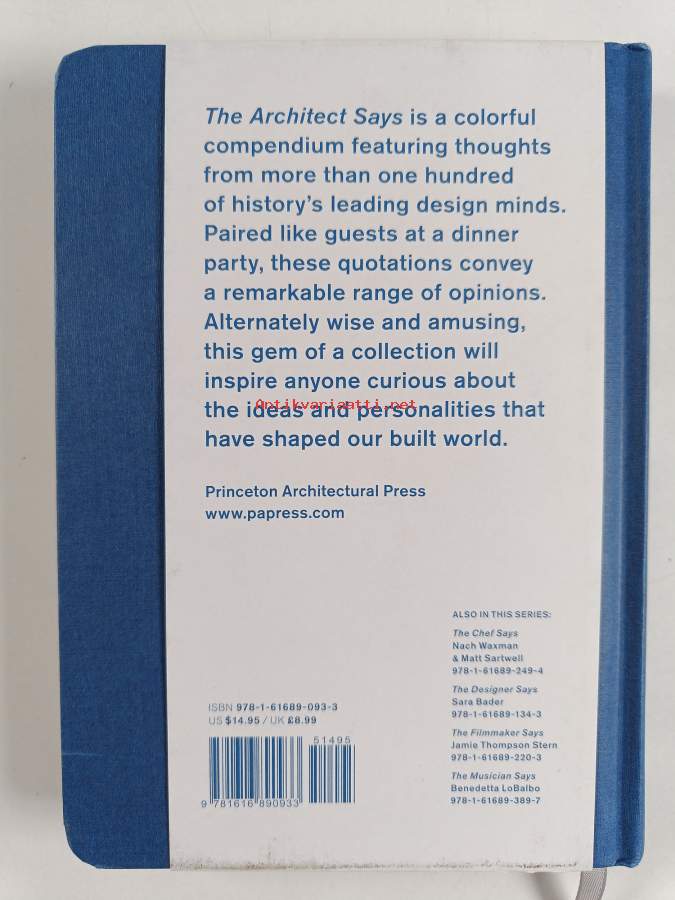 The Architect Says is a colorful
compendium featuring thoughts
from more than one hundred
of history's leading design minds.
Paired like guests at a dinner
party, these quotations convey
a remarkable range of opinions.
Alternately wise and amusing,
this gem of a collection will
inspire anyone curious about
the ideas and personalities that
Antikvariaatti.net
have shaped our built world.
Princeton Architectural Press
www.papress.com
ALSO IN THIS SERIES:
The Chef Says
Nach Waxman
& Matt Sartwell
978-1-61689-249-4
The Designer Says
Sara Bader
978-1-61689-134-3
The Filmmaker Says
Jamie Thompson Stern
978-1-61689-220-3
The Musician Says
Benedetta LoBalbo
978-1-61689-389-7
ISBN 978-1-61689-093-3
US $14.95 / UK £8.99
51495
9 781616 890933